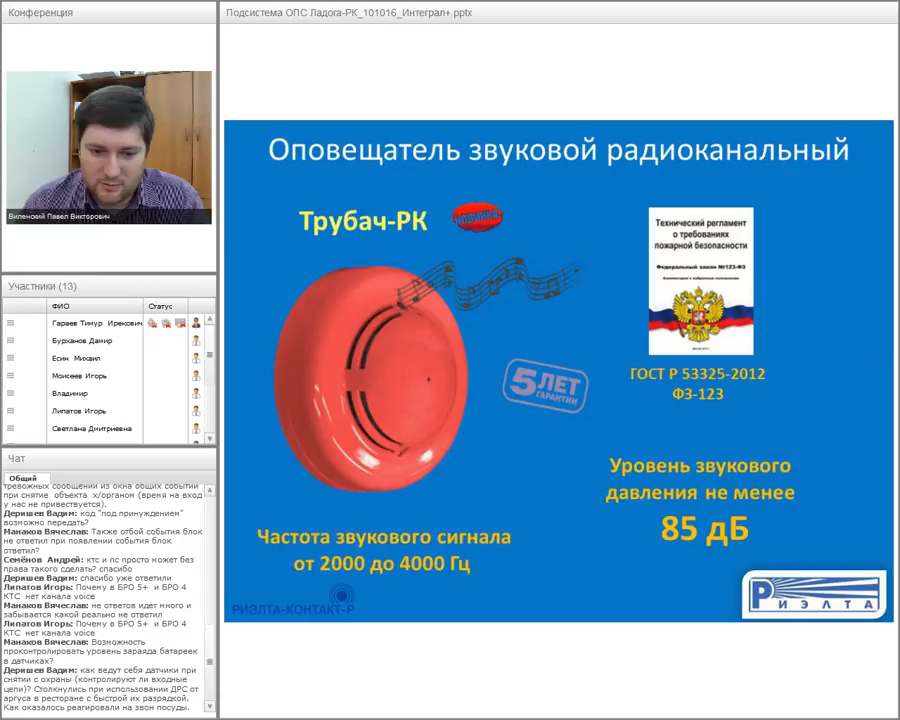 Конференция
Подсистема ОПС Ладога-РК_101016_Интеграл+.pptx
Виленский Павел Викторович
Участники (13)
ФИО
Статус
Гараев Тимур Ирекович
Бурханов Дамир
Есин Михаил
Моисеев Игорь
Владимир
Липатов Игорь
Светлана Дмитриевна
Чат
Общий
тревожных сообщении из окна общих событии
при снятие объекта х/органом (время на вход
у нас не привествуется).
Деришев Вадим: код "под принуждением"
возможно передать?
Манаков Вячеслав: Также отбой события блок
не ответил при появлении события блок
ответил?
Семёнов Андрей: ктс и пс просто может без
права такого сделать? спасибо
Деришев Вадим: спасибо уже ответили
Липатов Игорь: Почему в БРО 5+ и БРО 4
КТС нет канала voice
Манаков Вячеслав: не ответов идет много и
забывается какой реально не ответил
Липатов Игорь: Почему в БРО 5+ и БРО 4
КТС нет канала voice
Манаков Вячеслав: Возможность
проконтролировать уровень зараяда батареек
в датчиках?
Деришев Вадим: как ведут себя датчики при
снятии с охраны (контролируют ли входные
цепи)? Столкнулись при использовании ДРС от
аргуса в ресторане с быстрой их разрядкой.
Как оказалось реагировали на звон посуды.
Оповещатель звуковой радиоканальный
Трубач-РК
НОВИНКА
Технический регламент
о требованиях
пожарной безопасности
Федеральный закон №123-ФЗ
5 ЛЕТ
ГАРАНТИИ
ГОСТ Р 53325-2012
ФЗ-123
Уровень звукового
давления не менее
85 дБ
Частота звукового сигнала
от 2000 до 4000 Гц
РИЭЛТА-КОНТАКТ-Р
РИЭЛТА